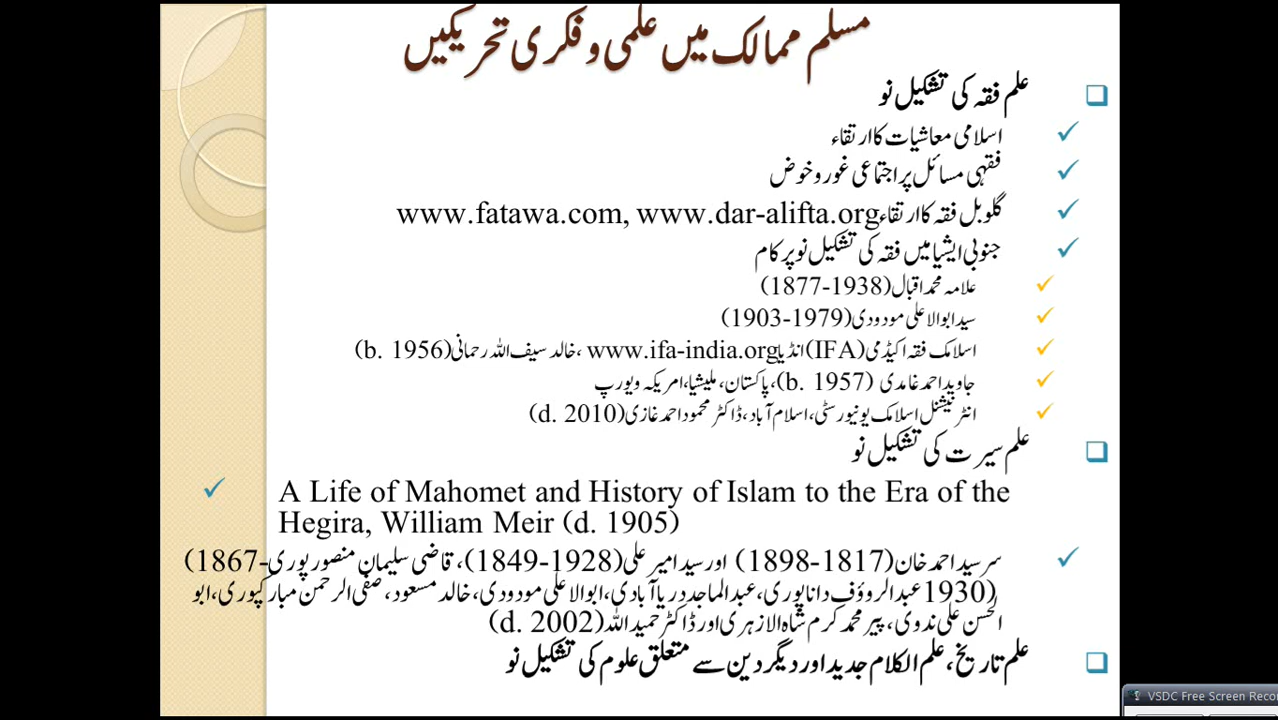 مسلم ممالک میں علمی و فکری تحریکیں
علم فقہ کی تشکیل نو
اسلامی معاشیات کا ارتقاء
فقہی مسائل پر اجتماعی غور و خوض
گلوبل فقہ کا ارتقاء www.fatawa.com, www.dar-alifta.org
جنوبی ایشیا میں فقہ کی تشکیل نو پر کام
علامہ محمد اقبال (1877-1938)
سید ابوالاعلی مودودی (1903-1979)
اسلامک فقہ اکیڈمی (IFA) انڈیا www.ifa-india.org، خالد سیف اللہ رحمانی (b. 1956)
جاوید احمد غامدی (b. 1957)، پاکستان، ملیشیا، امریکہ و یورپ
انٹرنیشنل اسلامک یونیورسٹی، اسلام آباد، ڈاکٹر محمود احمد غازی (d. 2010)
علم سیرت کی تشکیل نو
A Life of Mahomet and History of Islam to the Era of the
Hegira, William Meir (d. 1905)
سر سید احمد خان (1817-1898) اور سید امیر علی (1849-1928)، قاضی سلیمان منصور پوری (1867-
1930) عبد الروؤف دانا پوری، عبد الماجد دریا آبادی، ابوالاعلی مودودی، خالد مسعود، صفی الرحمن مبارکپوری، ابو
الحسن علی ندوی، پیر محمد کرم شاہ الازہری اور ڈاکٹر حمید اللہ (d. 2002)
علم تاریخ، علم الکلام جدید اور دیگر دین سے متعلق علوم کی تشکیل نو
VSDC Free Screen Recor